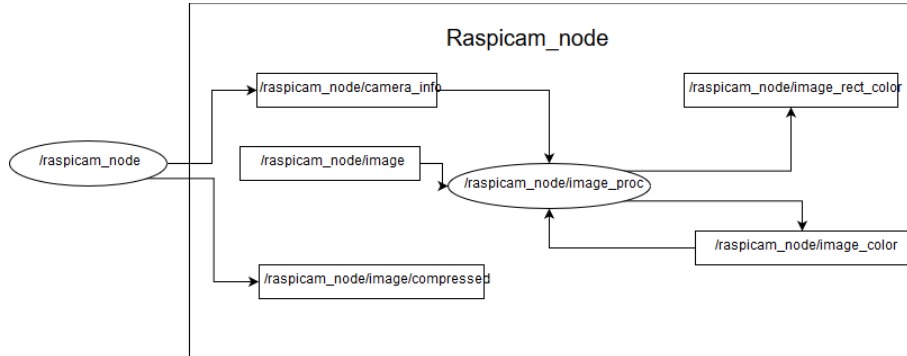 Raspicam_node
/raspicam_node/camera_info
/raspicam_node/image_rect_color
/raspicam_node
/raspicam_node/image
/raspicam_node/image_proc
/raspicam_node/image_color
/raspicam_node/image/compressed